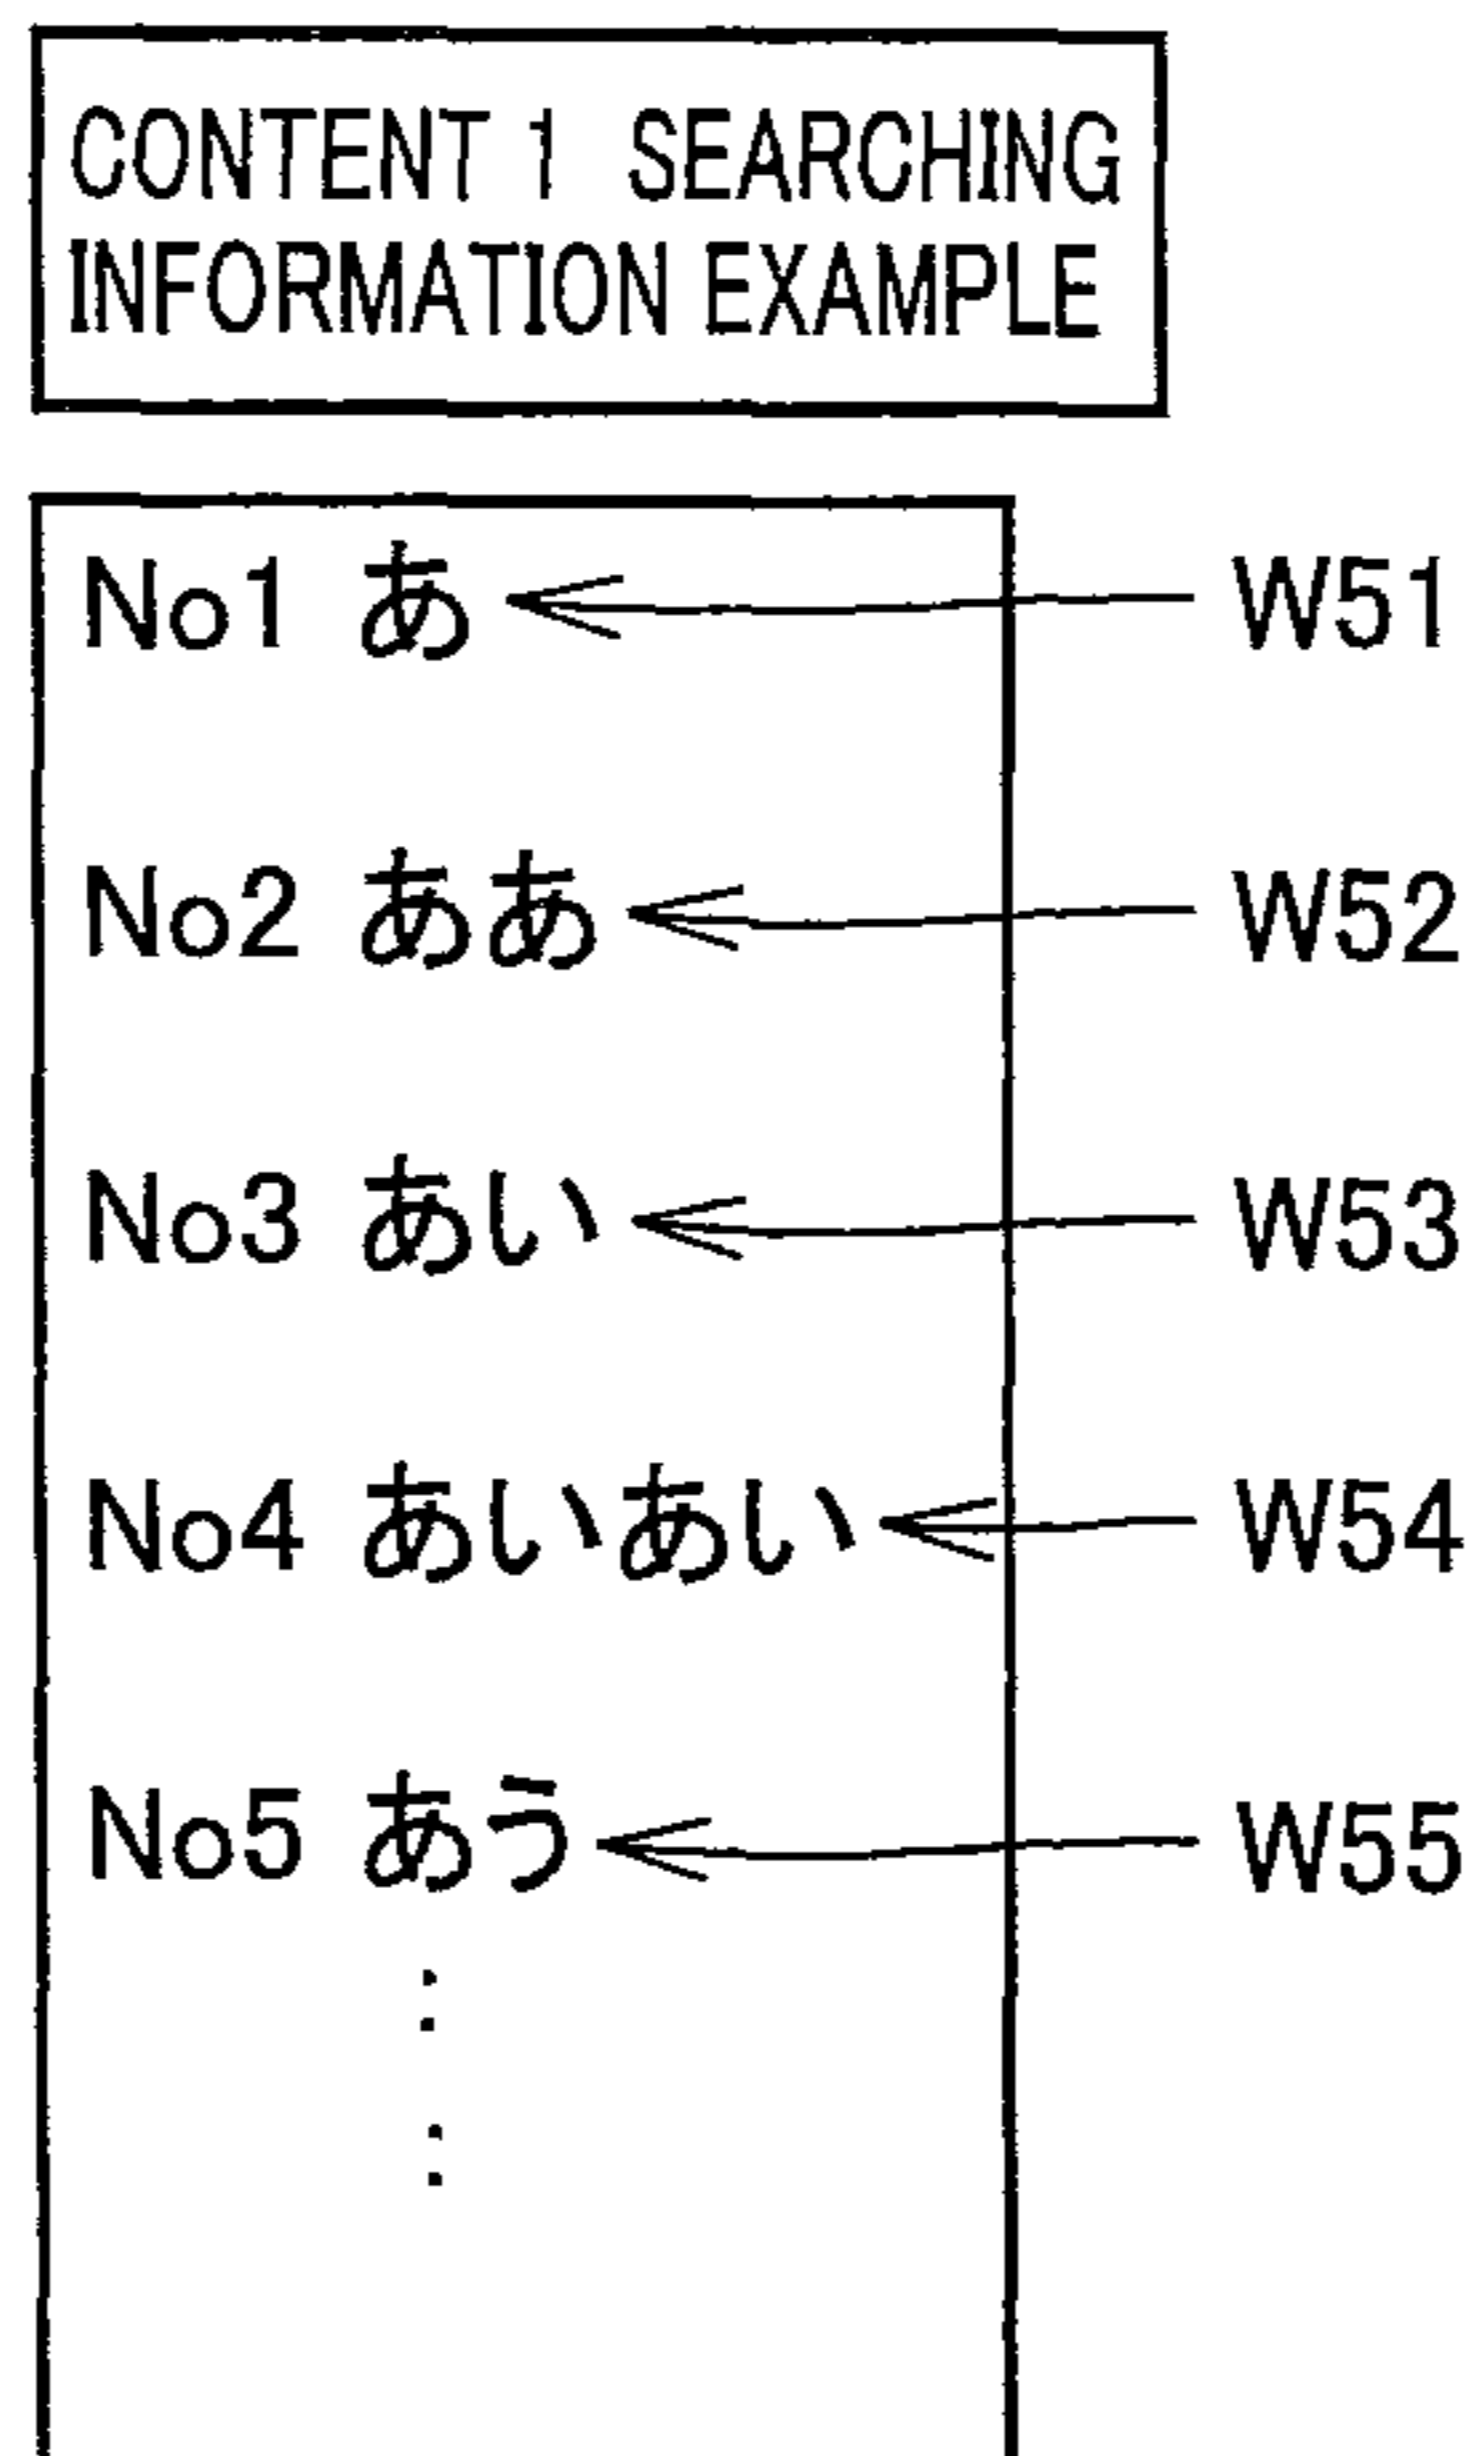 CONTENT 1 SEARCHING
INFORMATION EXAMPLE
No1 あ W51
No2 ああ W52
No3 あい W53
No4 あいあい W54
No5 あう W55
:
: